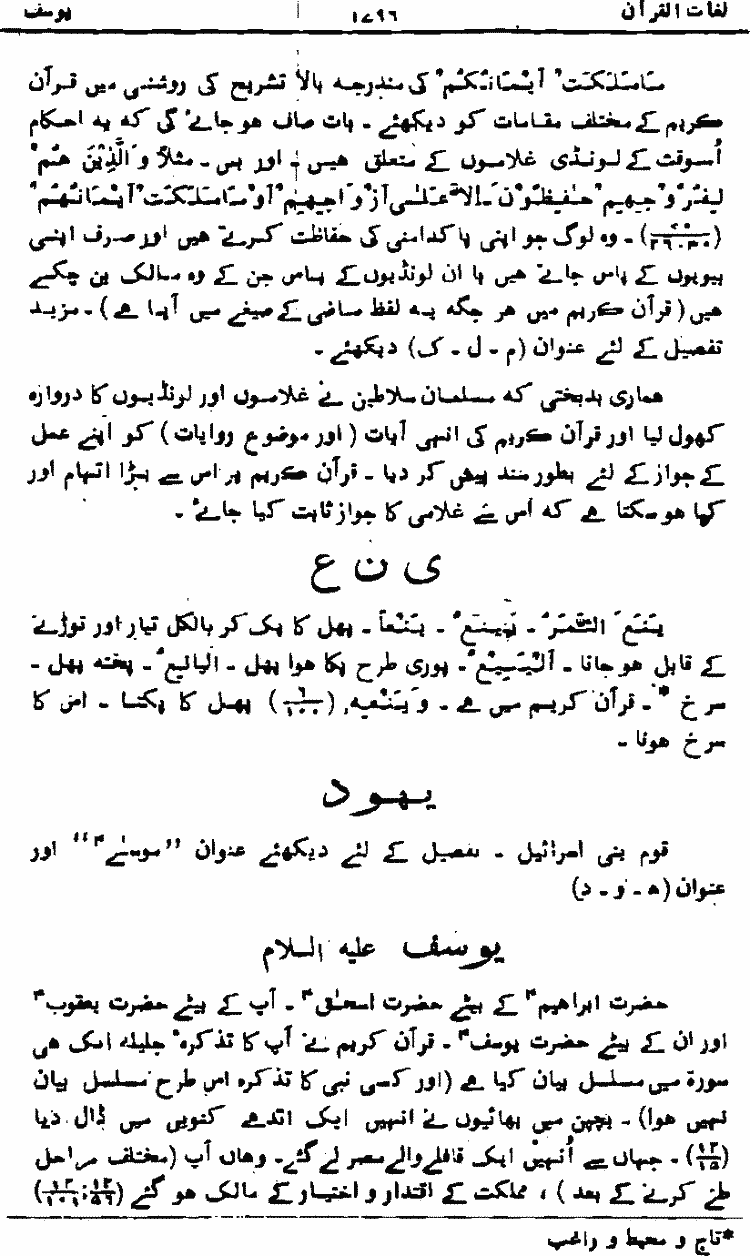 لغات القرآن ۱۷۹٦ یوسف
مَامَلَکَتْ اَیْمَانُکُمْ کی مندرجہ بالا تشریح کی روشنی میں قرآن
کریم کے مختلف مقامات کو دیکھئے ۔ بات صاف ہو جائے گی کہ یہ احکام
اُسوقت کے لونڈی غلاموں کے متعلق ہیں ، اور بس ۔ مثلاً وَالَّذِیْنَ ھُمْ
لِفُرُوْجِھِمْ حٰفِظُوْنَ ۔ اِلاَّ عَلٰی اَزْوَاجِھِمْ اَوْ مَامَلَکَتْ اَیْمَانُھُمْ
(۷۰/۲۹،۳۰) ۔ وہ لوگ جو اپنی پاکدامنی کی حفاظت کرتے ہیں اور صرف اپنی
بیویوں کے پاس جاتے ہیں یا ان لونڈیوں کے پاس جن کے وہ مالک بن چکے
ہیں (قرآن کریم میں ہر جگہ یہ لفظ ماضی کے صیغے میں آیا ہے) ۔ مزید
تفصیل کے لئے عنوان (م ۔ ل ۔ ک) دیکھئے ۔
ہماری بدبختی کہ مسلمان سلاطین نے غلاموں اور لونڈیوں کا دروازہ
کھول لیا اور قرآن کریم کی انہی آیات (اور موضوع روایات) کو اپنے عمل
کے جواز کے لئے بطور سند پیش کر دیا ۔ قرآن کریم پر اس سے بڑا اتہام اور
کیا ہو سکتا ہے کہ اس سے غلامی کا جواز ثابت کیا جائے ۔
ی ن ع
یَنَعَ الثَّمَرُ ۔ یَیْنَعُ ۔ یَنْعاً ۔ پھل کا پک کر بالکل تیار اور توڑنے
کے قابل ہو جانا ۔ اَلْیَنِیْعُ ۔ پوری طرح پکا ہوا پھل ۔ الیانِعُ ۔ پختہ پھل ۔
سرخ * ۔ قرآن کریم میں ہے ۔ وَیَنْعِہٖ (۶/۱۰۰) پھل کا پکنا ۔ اس کا
سرخ ہونا ۔
یہود
قوم بنی اسرائیل ۔ تفصیل کے لئے دیکھئے عنوان ”موسےٰؑ“ اور
عنوان (ھ ۔ و ۔ د)
یوسف علیہ السلام
حضرت ابراھیمؑ کے بیٹے حضرت اسحٰقؑ ۔ آپ کے بیٹے حضرت یعقوبؑ
اور ان کے بیٹے حضرت یوسفؑ ۔ قرآن کریم نے آپ کا تذکرہٴ جلیلہ ایک ہی
سورة میں مسلسل بیان کیا ہے (اور کسی نبی کا تذکرہ اس طرح مسلسل بیان
نہیں ہوا) ۔ بچپن میں بھائیوں نے انہیں ایک اندھے کنویں میں ڈال دیا
(۱۲/۱۵) ۔ جہاں سے اُنہیں ایک قافلے والے مصر لے گئے۔ وہاں آپ (مختلف مراحل
طے کرنے کے بعد) ، مملکت کے اقتدار و اختیار کے مالک ہو گئے (۱۲/۵۶؛۱۲/۱۰۱)
*تاج و محیط و راغب